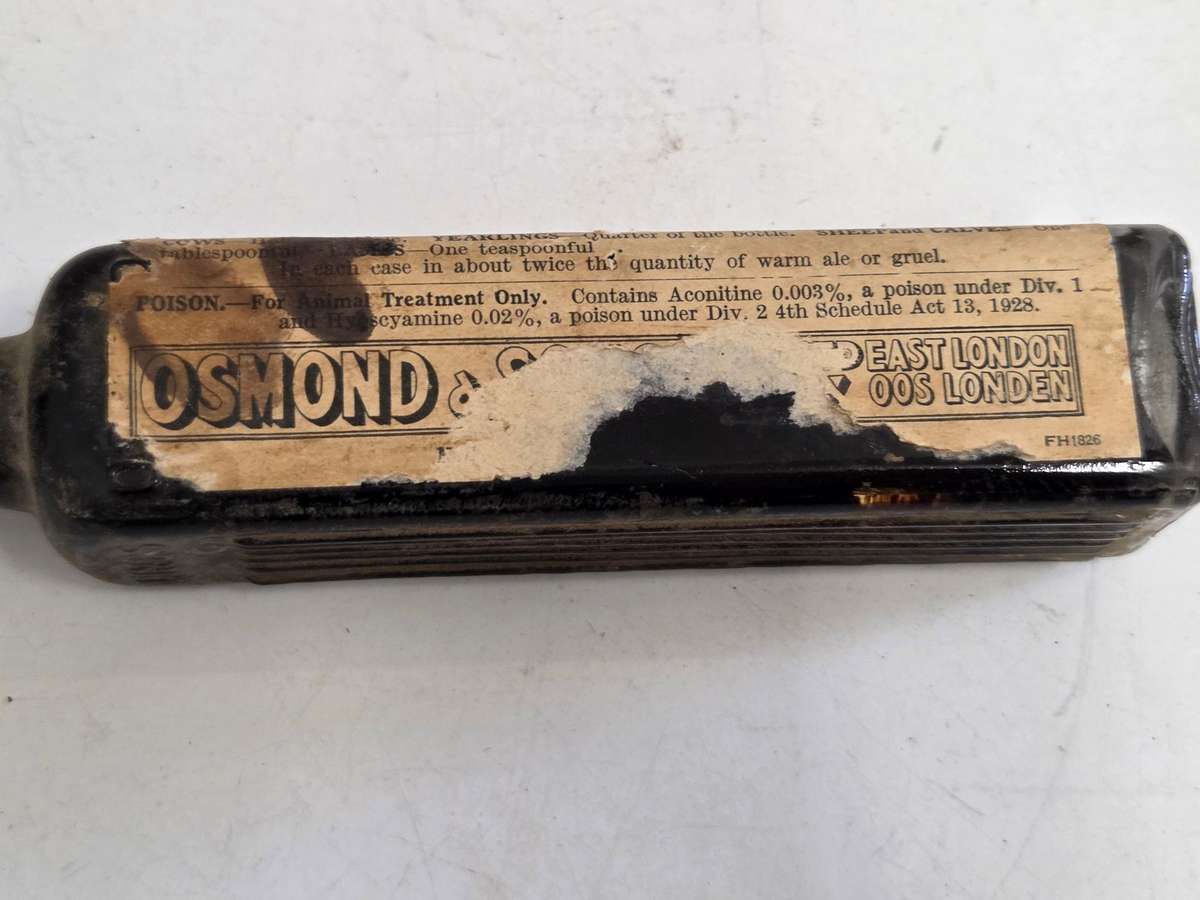 YEARLINGS—Quarter of the bottle. SHEEP and CALVES—One
tablespoonful LAMBS—One teaspoonful
In each case in about twice the quantity of warm ale or gruel.
POISON.—For Animal Treatment Only. Contains Aconitine 0.003%, a poison under Div. 1
and Hyoscyamine 0.02%, a poison under Div. 2 4th Schedule Act 13, 1928.
OSMOND &
EAST LONDON
OOS LONDEN
FH1826